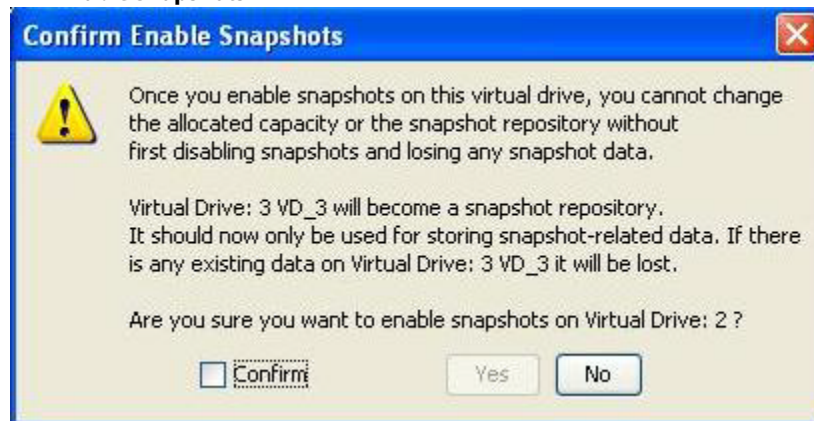 Confirm Enable Snapshots
Once you enable snapshots on this virtual drive, you cannot change
the allocated capacity or the snapshot repository without
first disabling snapshots and losing any snapshot data.
Virtual Drive: 3 VD_3 will become a snapshot repository.
It should now only be used for storing snapshot-related data. If there
is any existing data on Virtual Drive: 3 VD_3 it will be lost.
Are you sure you want to enable snapshots on Virtual Drive: 2 ?
Confirm
Yes
No